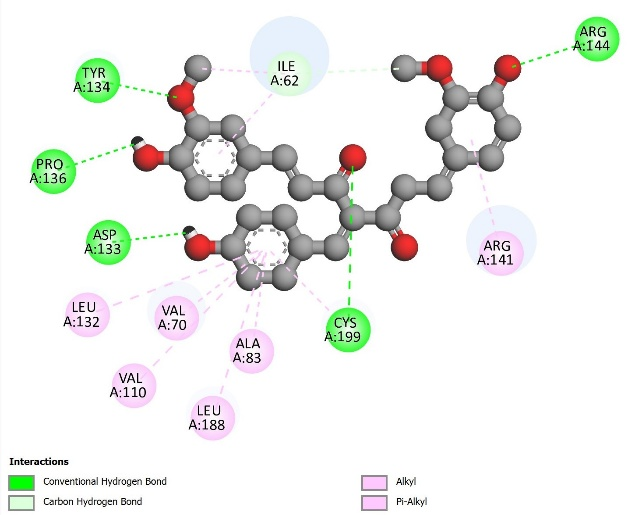 ARG
A:144
ILE
A:62
TYR
A:134
PRO
A:136
ASP
A:133
ARG
A:141
LEU
A:132
VAL
A:70
CYS
A:199
ALA
A:83
VAL
A:110
LEU
A:188
Interactions
Conventional Hydrogen Bond
Carbon Hydrogen Bond
Alkyl
Pi-Alkyl